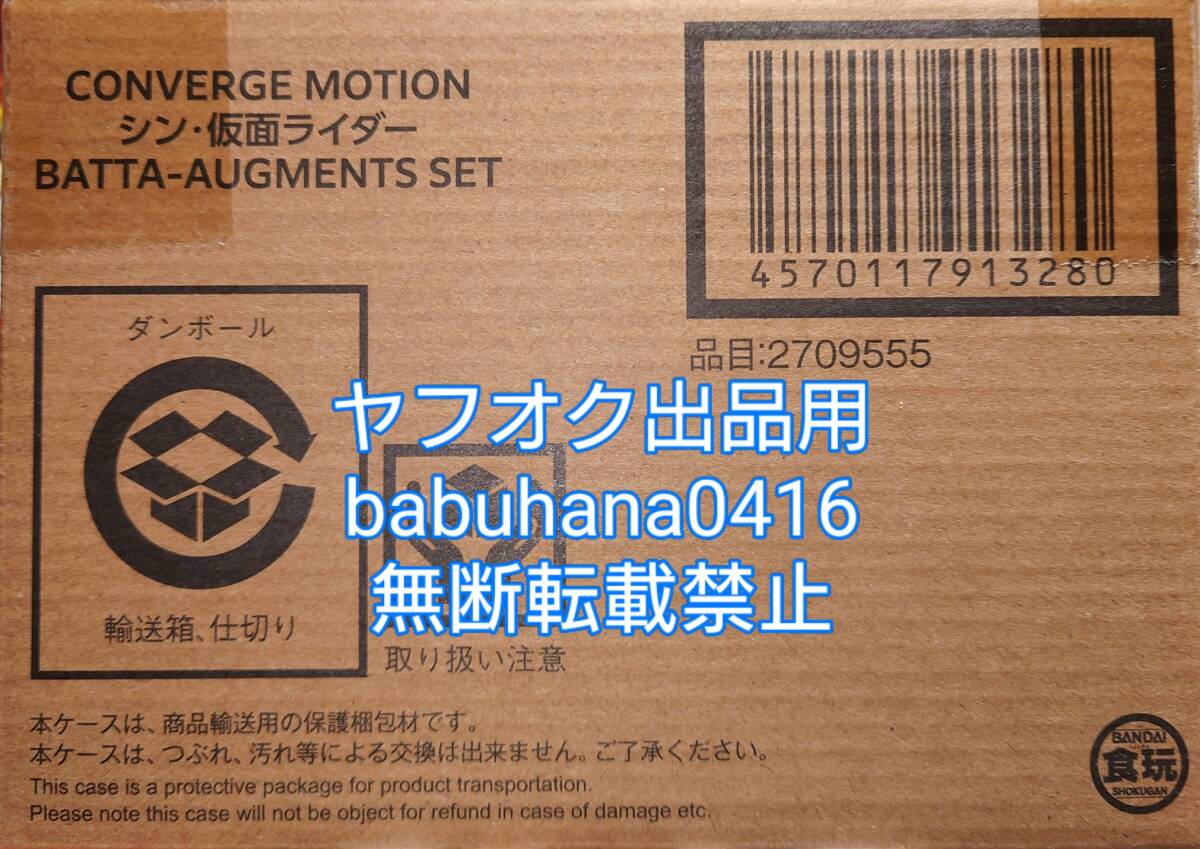 CONVERGE MOTION
シン・仮面ライダー
BATTA-AUGMENTS SET
4570117913280
品目:2709555
ダンボール
輸送箱、仕切り
ヤフオク出品用
babuhana0416
無断転載禁止
取り扱い注意
本ケースは、商品輸送用の保護梱包材です。
本ケースは、つぶれ、汚れ等による交換は出来ません。ご了承ください。
This case is a protective package for product transportation.
Please note this case will not be object for refund in case of damage etc.
BANDAI
食玩
SHOKUGAN